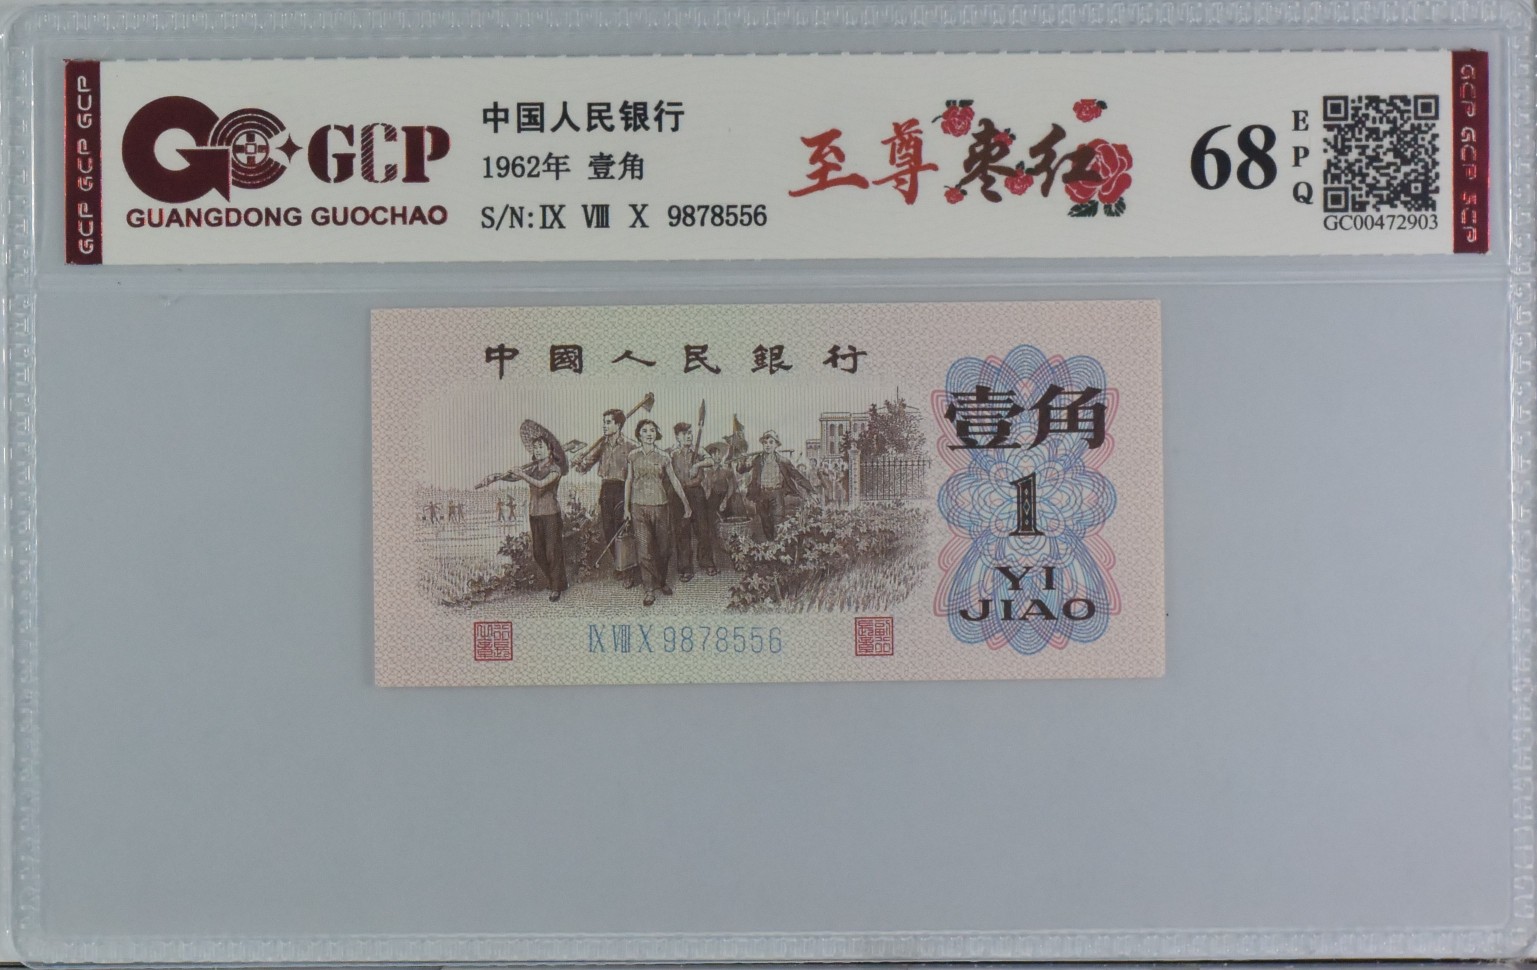 GCP GCP GCP
GCP
GUANGDONG GUOCHAO
中国人民银行
1962年 壹角
S/N:Ⅸ Ⅷ Ⅹ 9878556
至尊枣红
68
E
P
Q
GC00472903
GCP GCP GCP
中國人民銀行
壹角
1
YI
JIAO
Ⅸ Ⅷ Ⅹ 9878556